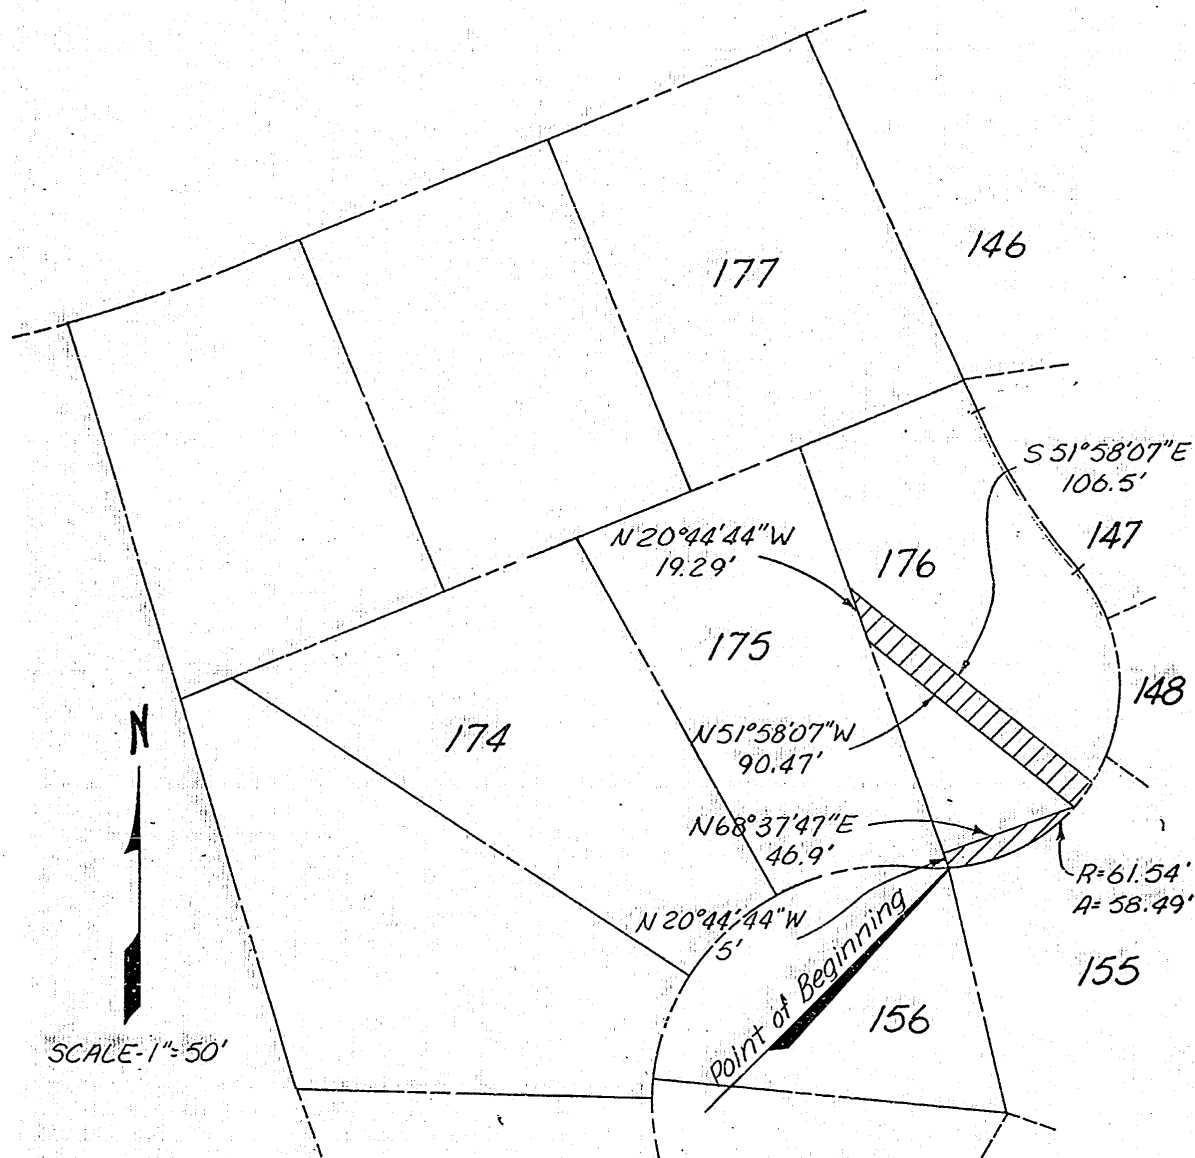 146
177
S 51°58'07"E
106.5'
N 20°44'44"W
19.29'
147
176
175
148
174
N
N51°58'07"W
90.47'
N68°37'47"E
46.9'
R=61.54'
A= 58.49'
N 20°44'44"W
5'
Point of Beginning
155
156
SCALE-1"=50'